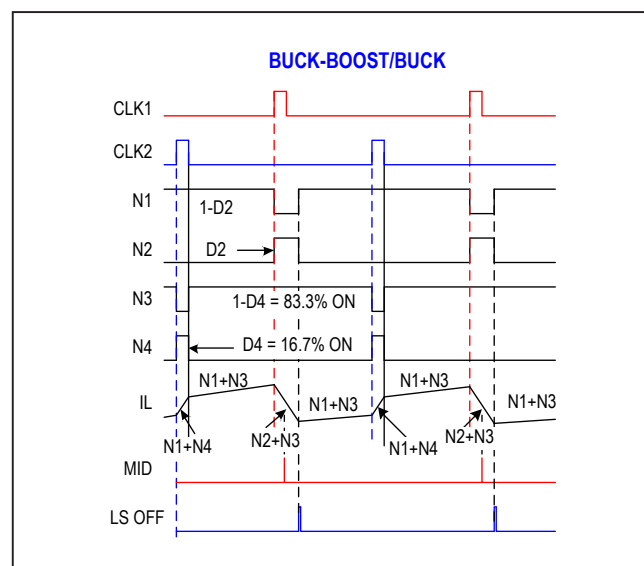 BUCK-BOOST/BUCK
CLK1
CLK2
N1
1-D2
N2
D2
N3
1-D4 = 83.3% ON
N4
D4 = 16.7% ON
IL
N1+N3
N1+N3
N1+N3
N1+N3
N1+N4
N2+N3
N1+N4
N2+N3
MID
LS OFF